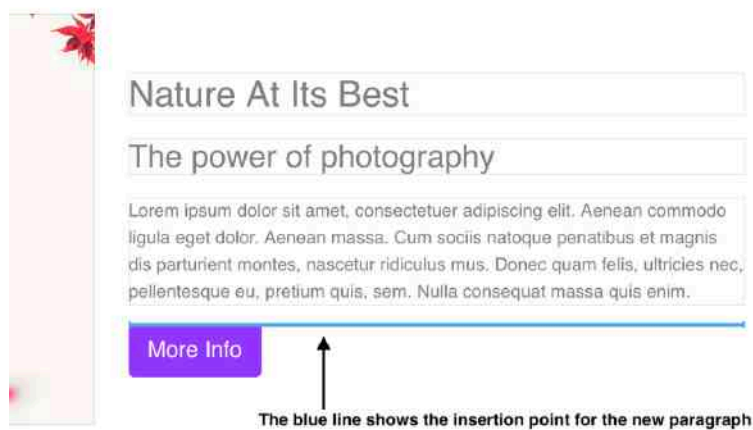 Nature At Its Best
The power of photography
Lorem ipsum dolor sit amet, consectetuer adipiscing elit. Aenean commodo
ligula eget dolor. Aenean massa. Cum sociis natoque penatibus et magnis
dis parturient montes, nascetur ridiculus mus. Donec quam felis, ultricies nec,
pellentesque eu, pretium quis, sem. Nulla consequat massa quis enim.
More Info
The blue line shows the insertion point for the new paragraph